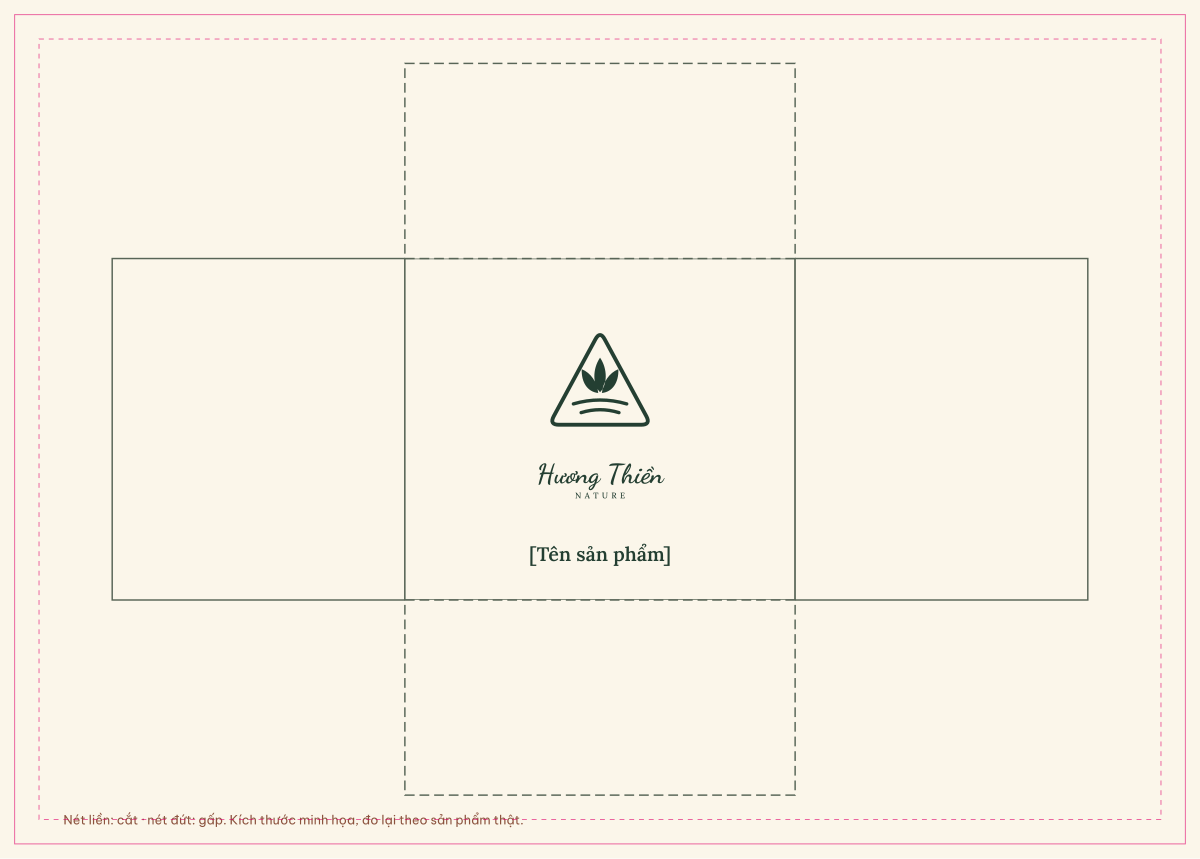 Hương Thiền
NATURE
[Tên sản phẩm]
Nét liền: cắt - nét đứt: gấp. Kích thước minh họa, đo lại theo sản phẩm thật.